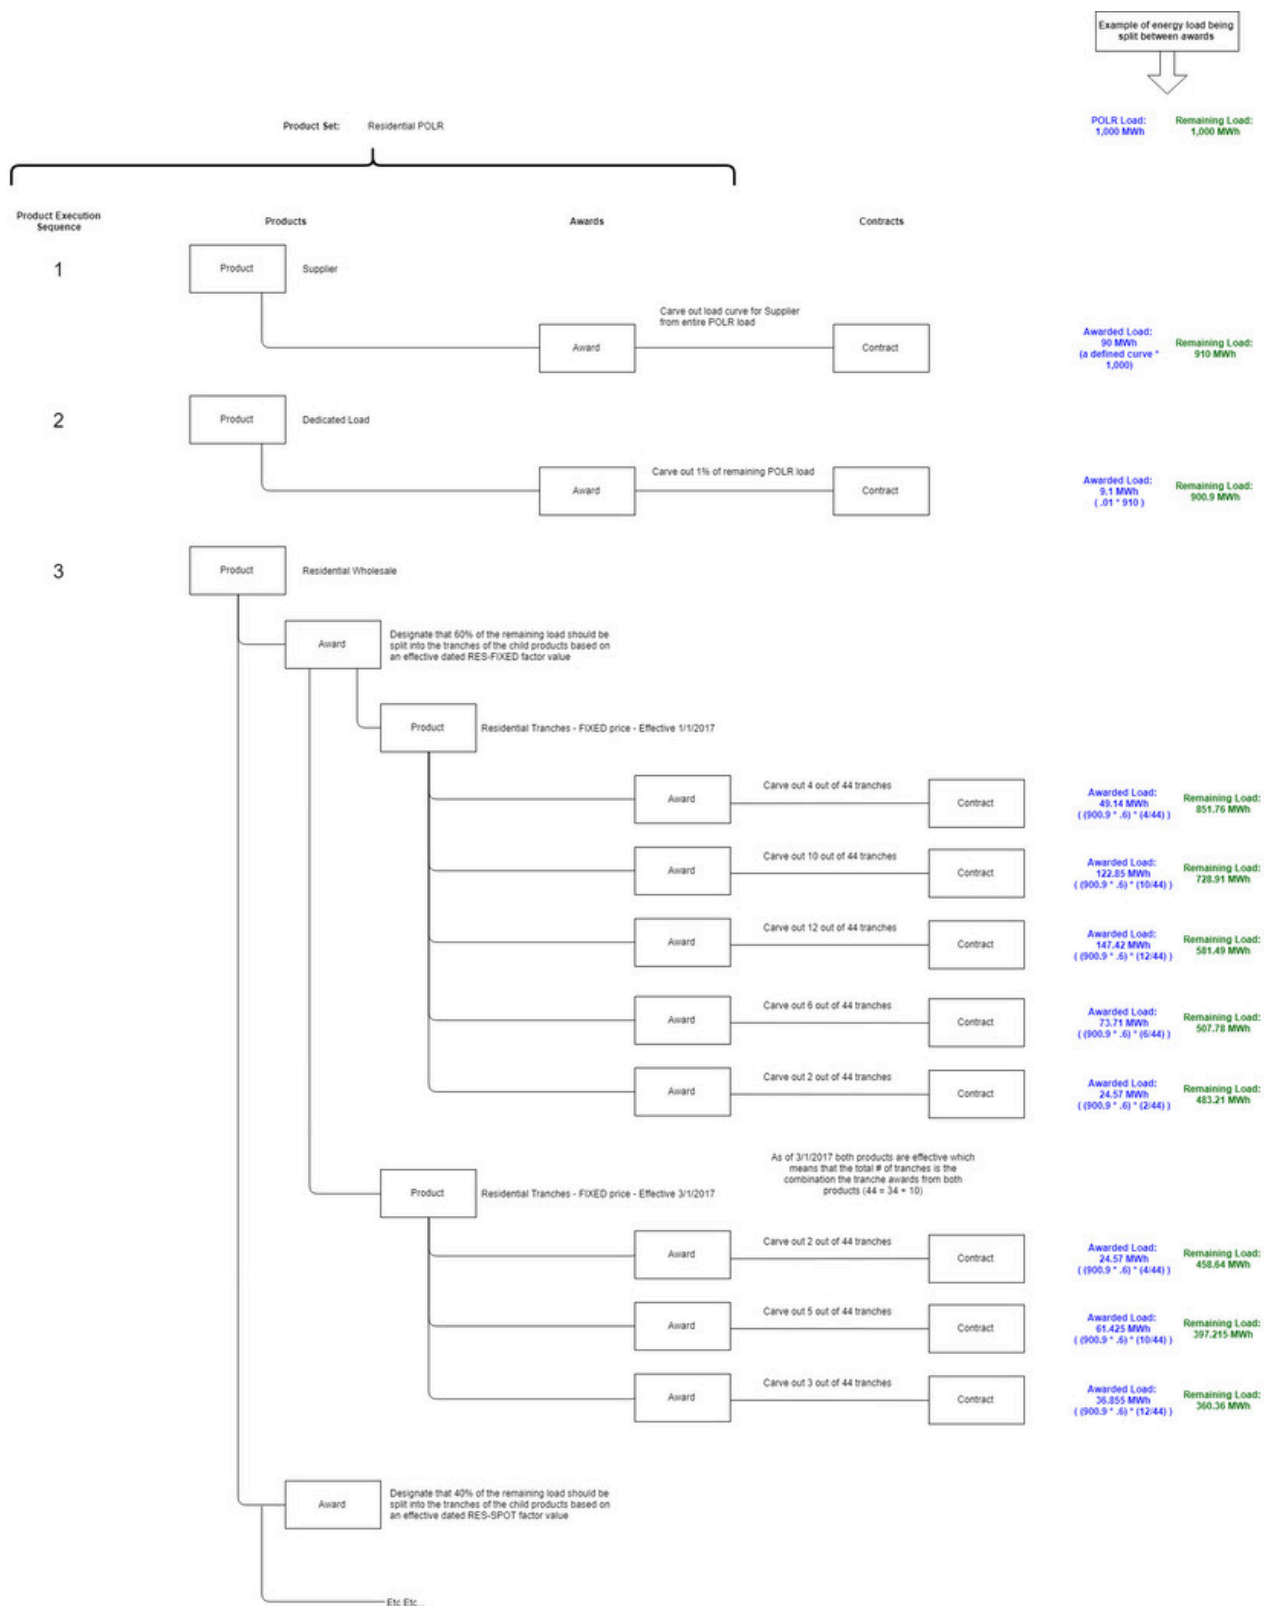 Example of energy load being
split between awards
POLR Load:
1,000 MWh
Remaining Load:
1,000 MWh
Product Set: Residential POLR
Product Execution
Sequence
Products
Awards
Contracts
1
Product
Supplier
Carve out load curve for Supplier
from entire POLR load
Award
Contract
Awarded Load:
90 MWh
(a defined curve *
1,000)
Remaining Load:
910 MWh
2
Product
Dedicated Load
Award
Carve out 1% of remaining POLR load
Contract
Awarded Load:
9.1 MWh
( .01 * 910 )
Remaining Load:
900.9 MWh
3
Product
Residential Wholesale
Award
Designate that 60% of the remaining load should be
split into the tranches of the child products based on
an effective dated RES-FIXED factor value
Product
Residential Tranches - FIXED price - Effective 1/1/2017
Award
Carve out 4 out of 44 tranches
Contract
Awarded Load:
49.14 MWh
( (900.9 * .6) * (4/44) )
Remaining Load:
851.76 MWh
Award
Carve out 10 out of 44 tranches
Contract
Awarded Load:
122.85 MWh
( (900.9 * .6) * (10/44) )
Remaining Load:
728.91 MWh
Award
Carve out 12 out of 44 tranches
Contract
Awarded Load:
147.42 MWh
( (900.9 * .6) * (12/44) )
Remaining Load:
581.49 MWh
Award
Carve out 6 out of 44 tranches
Contract
Awarded Load:
73.71 MWh
( (900.9 * .6) * (6/44) )
Remaining Load:
507.78 MWh
Award
Carve out 2 out of 44 tranches
Contract
Awarded Load:
24.57 MWh
( (900.9 * .6) * (2/44) )
Remaining Load:
483.21 MWh
As of 3/1/2017 both products are effective which
means that the total # of tranches is the
combination the tranche awards from both
products (44 = 34 + 10)
Product
Residential Tranches - FIXED price - Effective 3/1/2017
Award
Carve out 2 out of 44 tranches
Contract
Awarded Load:
24.57 MWh
( (900.9 * .6) * (4/44) )
Remaining Load:
458.64 MWh
Award
Carve out 5 out of 44 tranches
Contract
Awarded Load:
61.425 MWh
( (900.9 * .6) * (10/44) )
Remaining Load:
397.215 MWh
Award
Carve out 3 out of 44 tranches
Contract
Awarded Load:
36.855 MWh
( (900.9 * .6) * (12/44) )
Remaining Load:
360.36 MWh
Award
Designate that 40% of the remaining load should be
split into the tranches of the child products based on
an effective dated RES-SPOT factor value
Etc Etc...